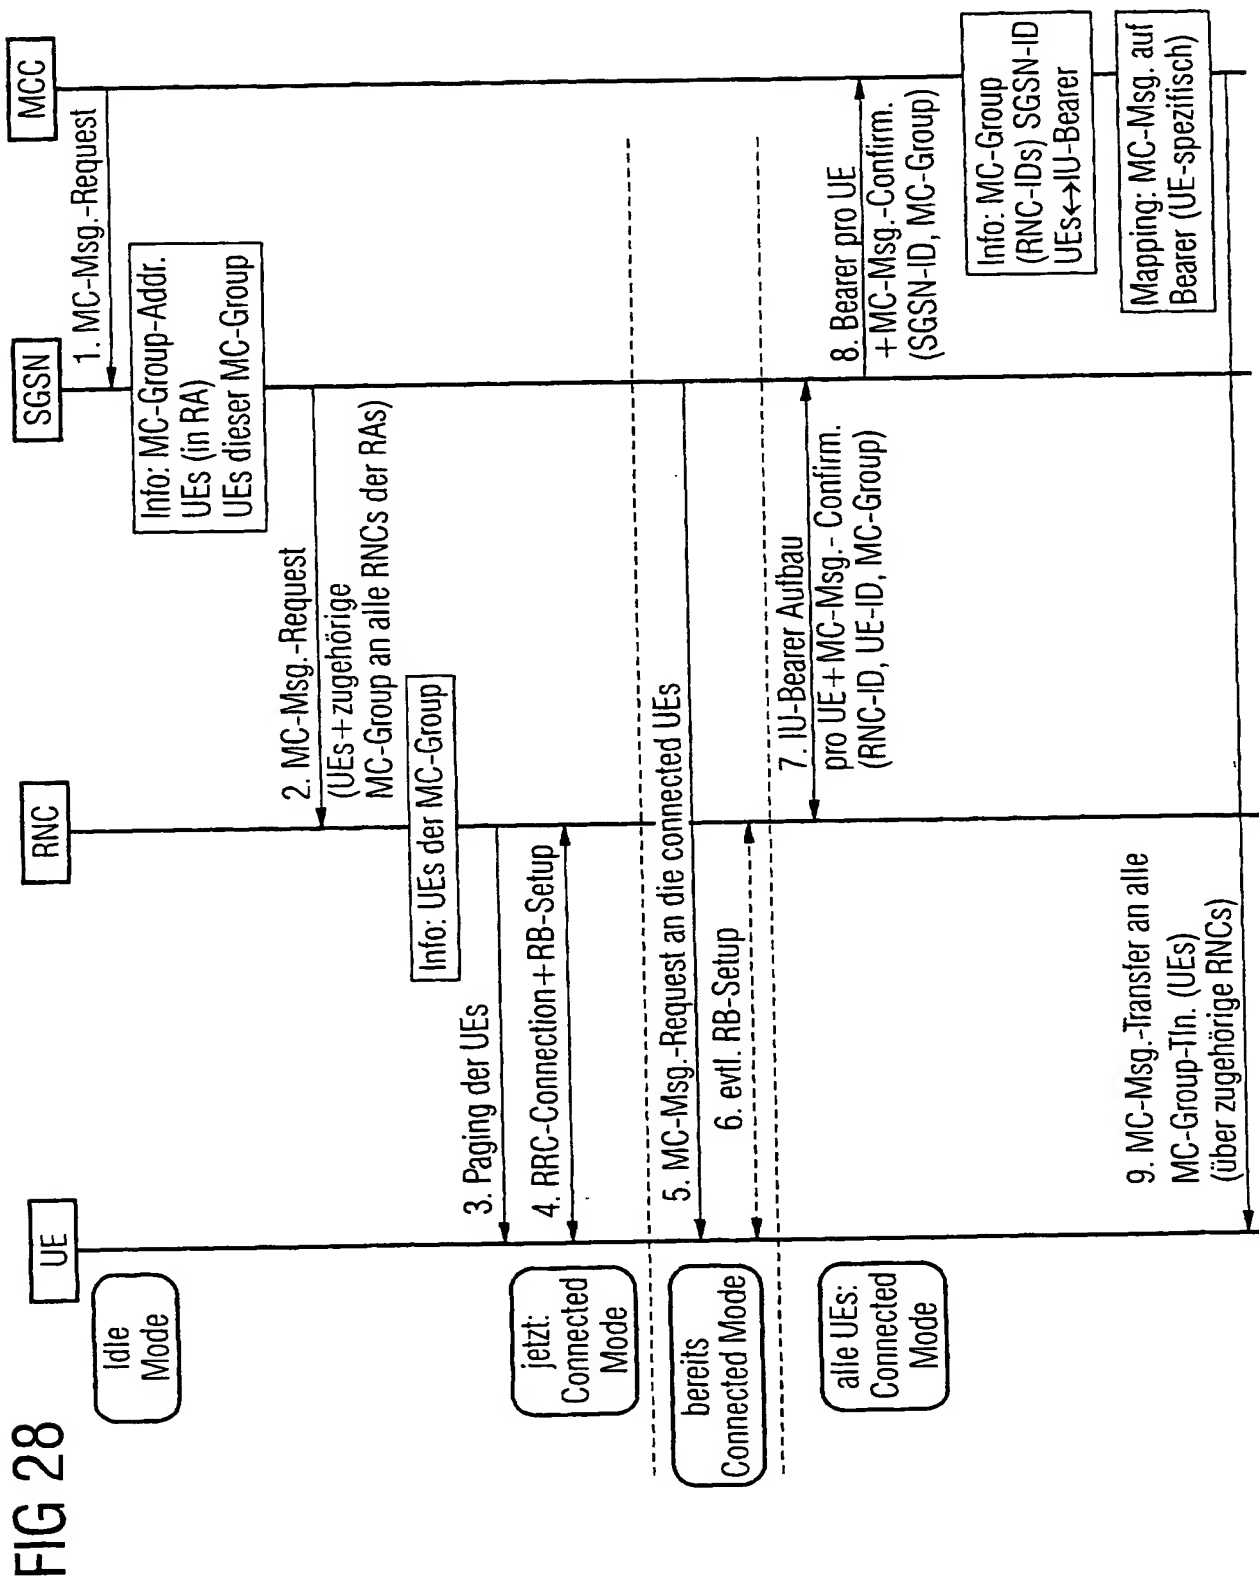 FIG 28
UE
RNC
SGSN
MCC
Idle
Mode
1. MC-Msg.-Request
Info: MC-Group-Addr.
UEs (in RA)
UEs dieser MC-Group
2. MC-Msg.-Request
(UEs+zugehörige
MC-Group an alle RNCs der RAs)
Info: UEs der MC-Group
3. Paging der UEs
4. RRC-Connection+RB-Setup
jetzt:
Connected
Mode
5. MC-Msg.-Request an die connected UEs
6. evtl. RB-Setup
bereits
Connected Mode
7. IU-Bearer Aufbau
pro UE+MC-Msg.- Confirm.
(RNC-ID, UE-ID, MC-Group)
8. Bearer pro UE
+MC-Msg.-Confirm.
(SGSN-ID, MC-Group)
alle UEs:
Connected
Mode
Info: MC-Group
(RNC-IDs) SGSN-ID
UEs↔IU-Bearer
Mapping: MC-Msg. auf
Bearer (UE-spezifisch)
9. MC-Msg.-Transfer an alle
MC-Group-Tln. (UEs)
(über zugehörige RNCs)